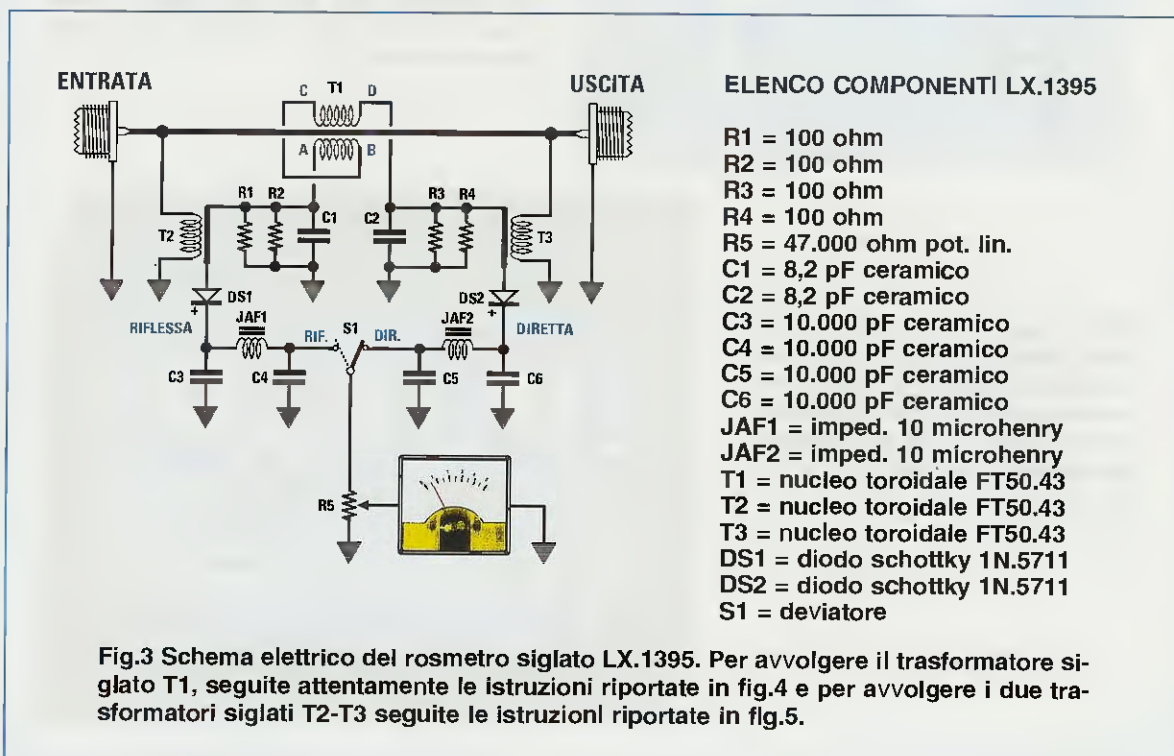 ENTRATA
USCITA
C T1 D
A B
R1 R2
C1
C2
R3 R4
T2
T3
DS1
+
DS2
+
RIFLESSA
JAF1
RIF.
S1
DIR.
JAF2
DIRETTA
C3
C4
C5
C6
R5
ELENCO COMPONENTI LX.1395
R1 = 100 ohm
R2 = 100 ohm
R3 = 100 ohm
R4 = 100 ohm
R5 = 47.000 ohm pot. lin.
C1 = 8,2 pF ceramico
C2 = 8,2 pF ceramico
C3 = 10.000 pF ceramico
C4 = 10.000 pF ceramico
C5 = 10.000 pF ceramico
C6 = 10.000 pF ceramico
JAF1 = imped. 10 microhenry
JAF2 = imped. 10 microhenry
T1 = nucleo toroidale FT50.43
T2 = nucleo toroidale FT50.43
T3 = nucleo toroidale FT50.43
DS1 = diodo schottky 1N.5711
DS2 = diodo schottky 1N.5711
S1 = deviatore
Fig.3 Schema elettrico del rosmetro siglato LX.1395. Per avvolgere il trasformatore si-
glato T1, seguite attentamente le istruzioni riportate in fig.4 e per avvolgere i due tra-
sformatori siglati T2-T3 seguite le istruzioni riportate in fig.5.